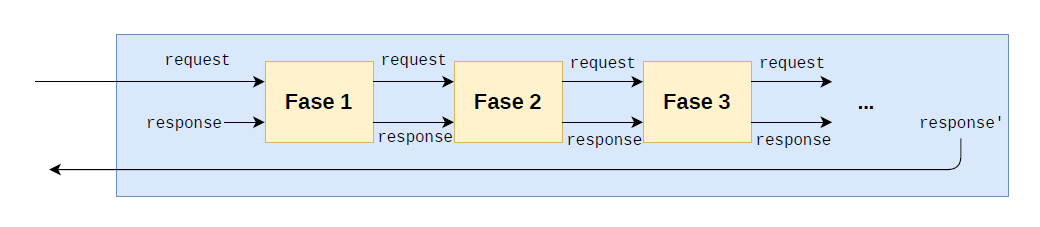 request
request
request
request
Fase 1
Fase 2
Fase 3
...
response
response
response
response
response'